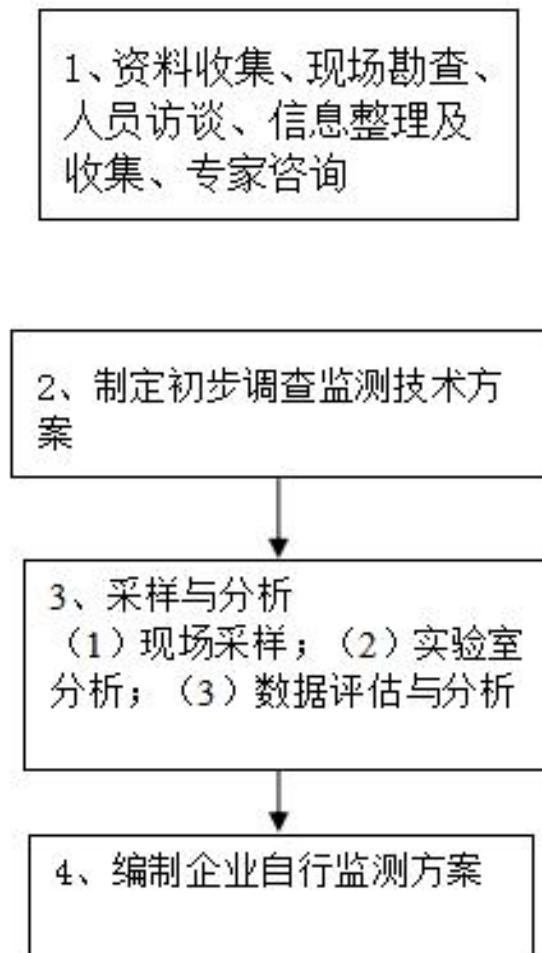 1、资料收集、现场勘查、
人员访谈、信息整理及
收集、专家咨询
2、制定初步调查监测技术方
案
3、采样与分析
（1）现场采样；（2）实验室
分析；（3）数据评估与分析
4、编制企业自行监测方案